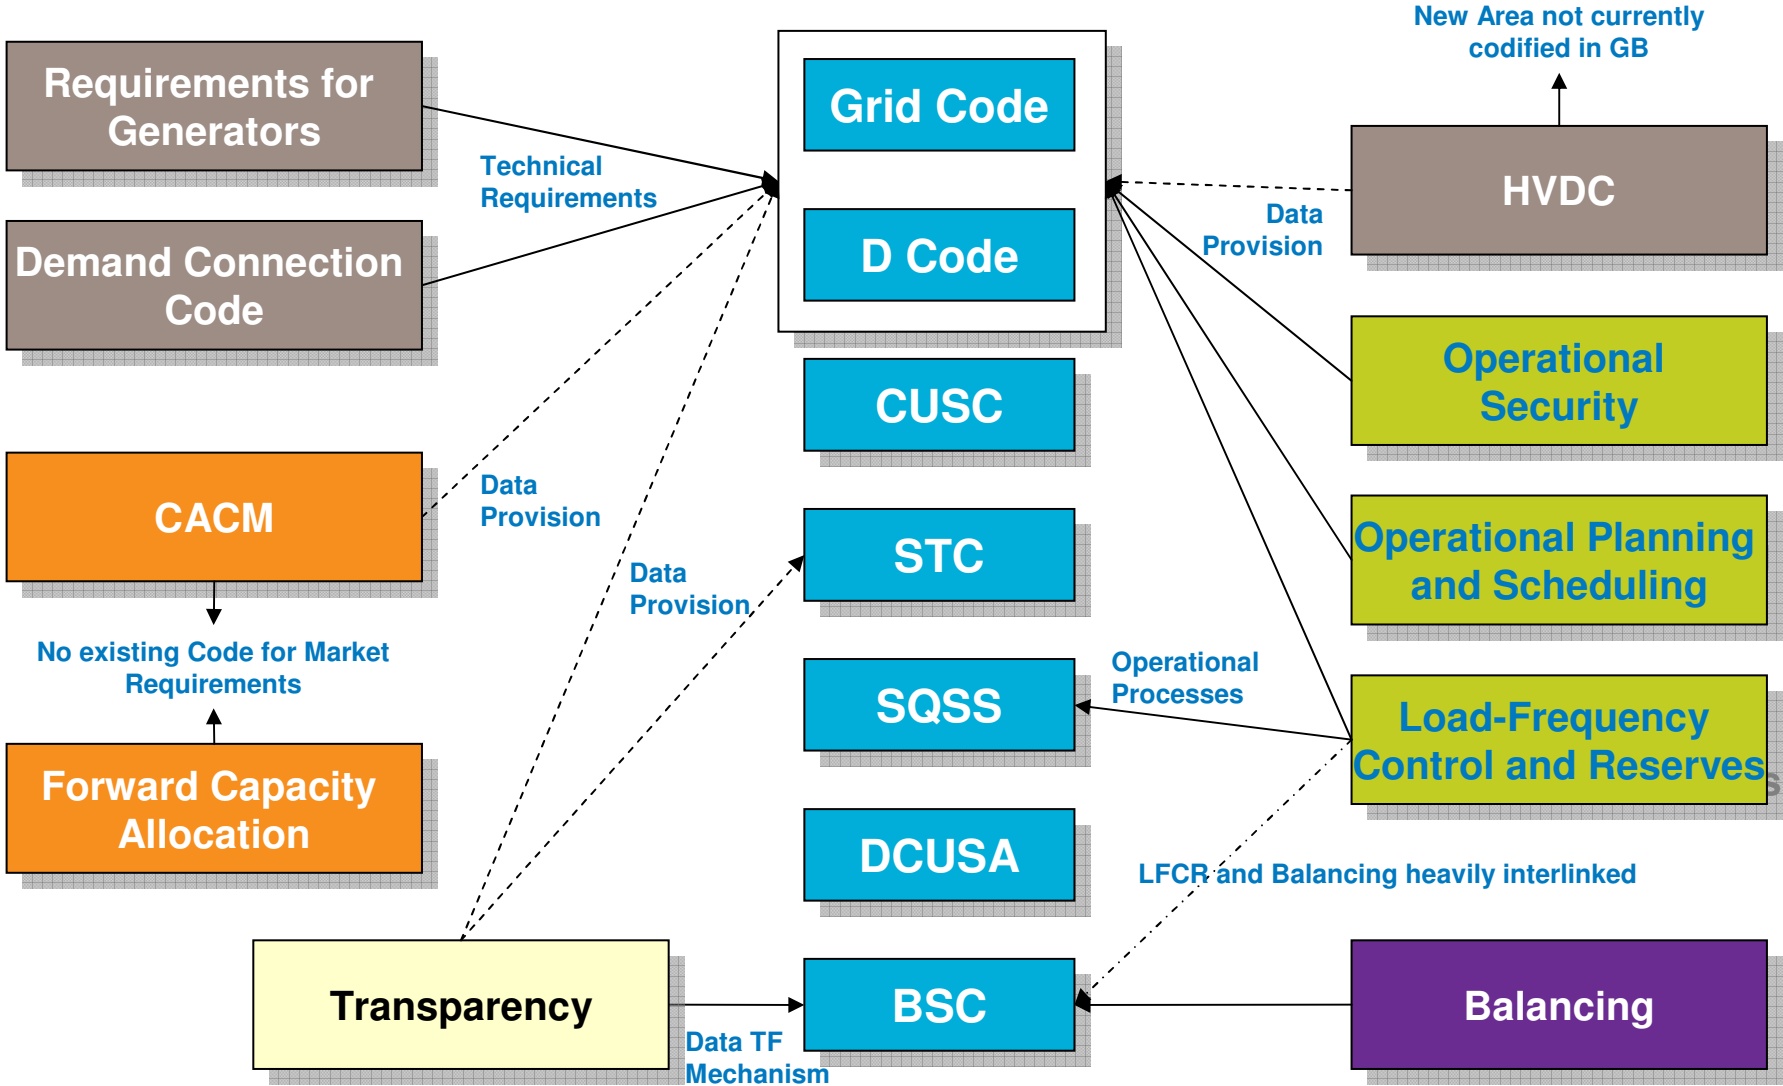 New Area not currently
codified in GB
Requirements for
Generators
Grid Code
Technical
Requirements
HVDC
Data
Provision
Demand Connection
Code
D Code
Operational
Security
CUSC
CACM
Data
Provision
Operational Planning
and Scheduling
STC
Data
Provision
No existing Code for Market
Requirements
Operational
Processes
SQSS
Load-Frequency
Control and Reserves
s
Forward Capacity
Allocation
DCUSA
LFCR and Balancing heavily interlinked
Transparency
BSC
Balancing
Data TF
Mechanism